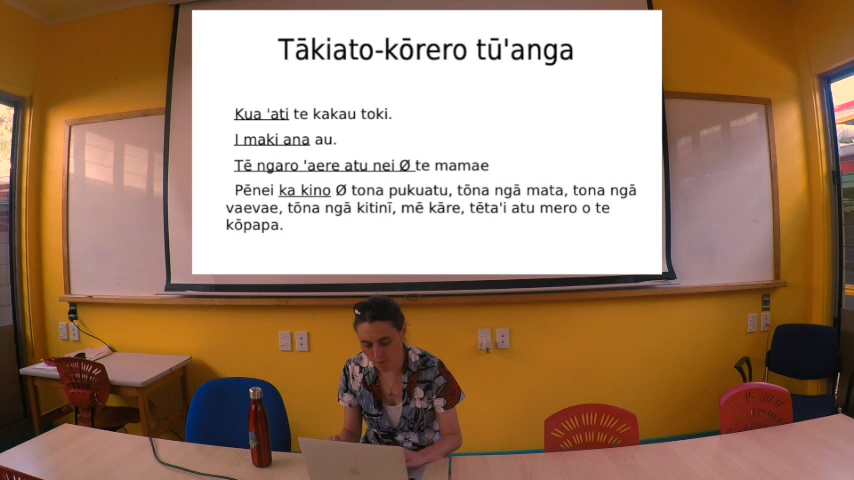 Tākiato-kōrero tū'anga
Kua 'ati te kakau toki.
I maki ana au.
Tē ngaro 'aere atu nei Ø te mamae
Pēnei ka kino Ø tona pukuatu, tōna ngā mata, tona ngā
vaevae, tōna ngā kitinī, mē kāre, tēta'i atu mero o te
kōpapa.